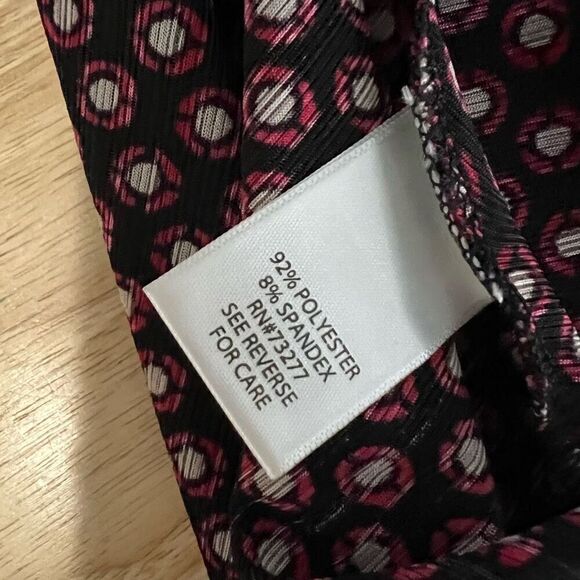 92% POLYESTER
8% SPANDEX
RN#73277
SEE REVERSE
FOR CARE